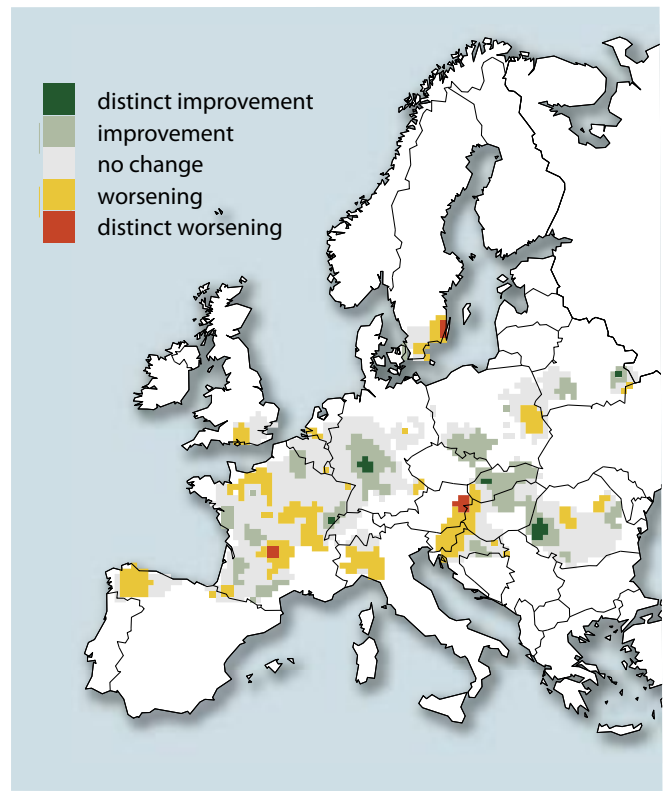 distinct improvement
improvement
no change
worsening
distinct worsening